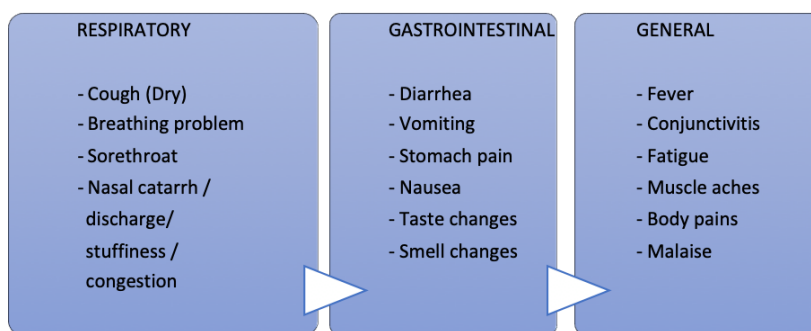 RESPIRATORY
- Cough (Dry)
- Breathing problem
- Sorethroat
- Nasal catarrh /
discharge/
stuffiness /
congestion
GASTROINTESTINAL
- Diarrhea
- Vomiting
- Stomach pain
- Nausea
- Taste changes
- Smell changes
GENERAL
- Fever
- Conjunctivitis
- Fatigue
- Muscle aches
- Body pains
- Malaise